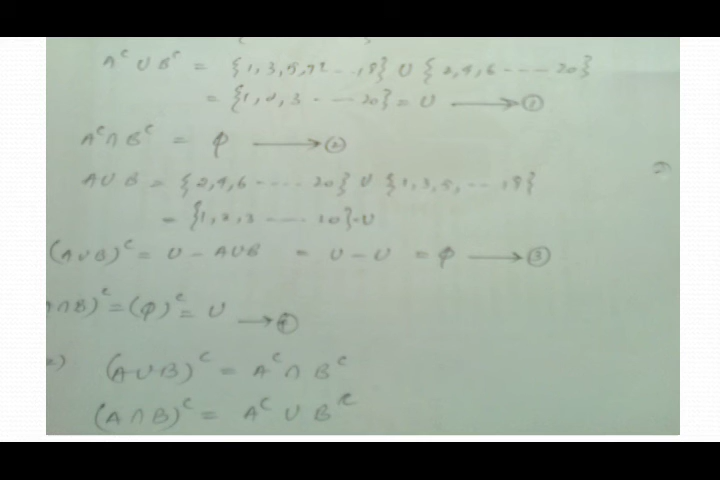 A^c ∪ B^c = {1, 3, 5, 7, ..., 19} ∪ {2, 4, 6 ----- 20}
= {1, 2, 3 ----- 20} = U → ①
A^c ∩ B^c = φ → ②
A ∪ B = {2, 4, 6 ----- 20} ∪ {1, 3, 5, ---, 19}
= {1, 2, 3 ----- 20} = U
(A∪B)^c = U - A∪B = U - U = φ → ③
∩B)^c = (φ)^c = U → ④
(A∪B)^c = A^c ∩ B^c
(A∩B)^c = A^c ∪ B^c